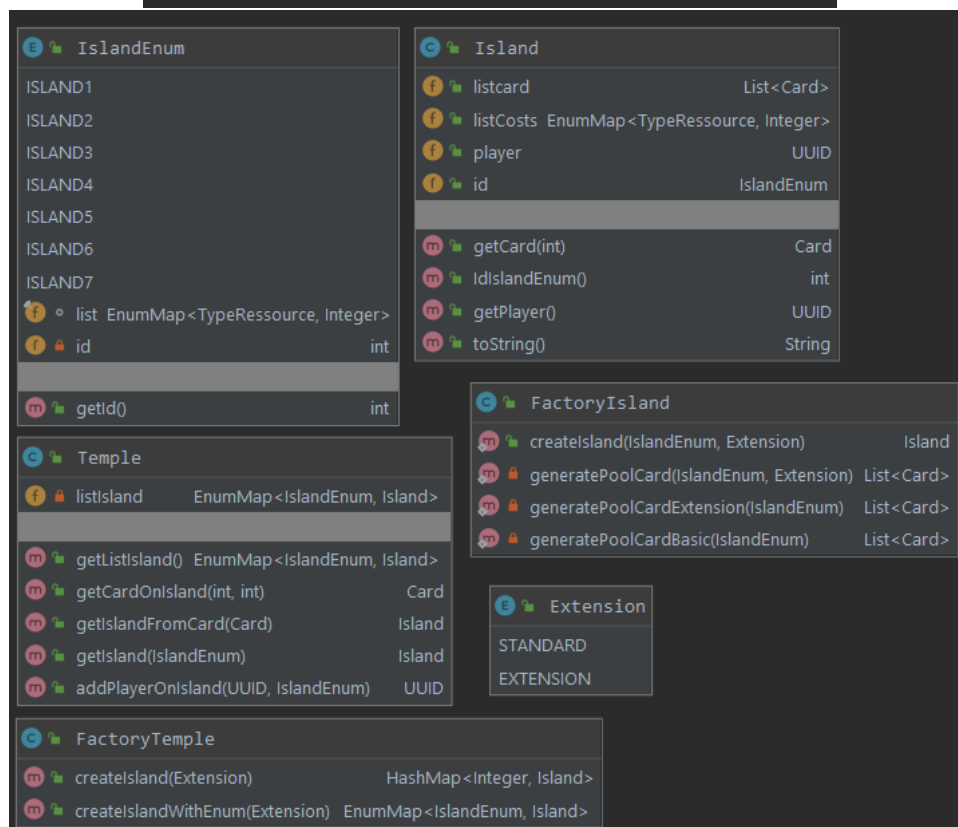 IslandEnum
ISLAND1
ISLAND2
ISLAND3
ISLAND4
ISLAND5
ISLAND6
ISLAND7
list EnumMap<TypeRessource, Integer>
id int
getId() int
Island
listcard List<Card>
listCosts EnumMap<TypeRessource, Integer>
player UUID
id IslandEnum
getCard(int) Card
IdIslandEnum() int
getPlayer() UUID
toString() String
FactoryIsland
createIsland(IslandEnum, Extension) Island
generatePoolCard(IslandEnum, Extension) List<Card>
generatePoolCardExtension(IslandEnum) List<Card>
generatePoolCardBasic(IslandEnum) List<Card>
Temple
listIsland EnumMap<IslandEnum, Island>
getListIsland() EnumMap<IslandEnum, Island>
getCardOnIsland(int, int) Card
getIslandFromCard(Card) Island
getIsland(IslandEnum) Island
addPlayerOnIsland(UUID, IslandEnum) UUID
Extension
STANDARD
EXTENSION
FactoryTemple
createIsland(Extension) HashMap<Integer, Island>
createIslandWithEnum(Extension) EnumMap<IslandEnum, Island>